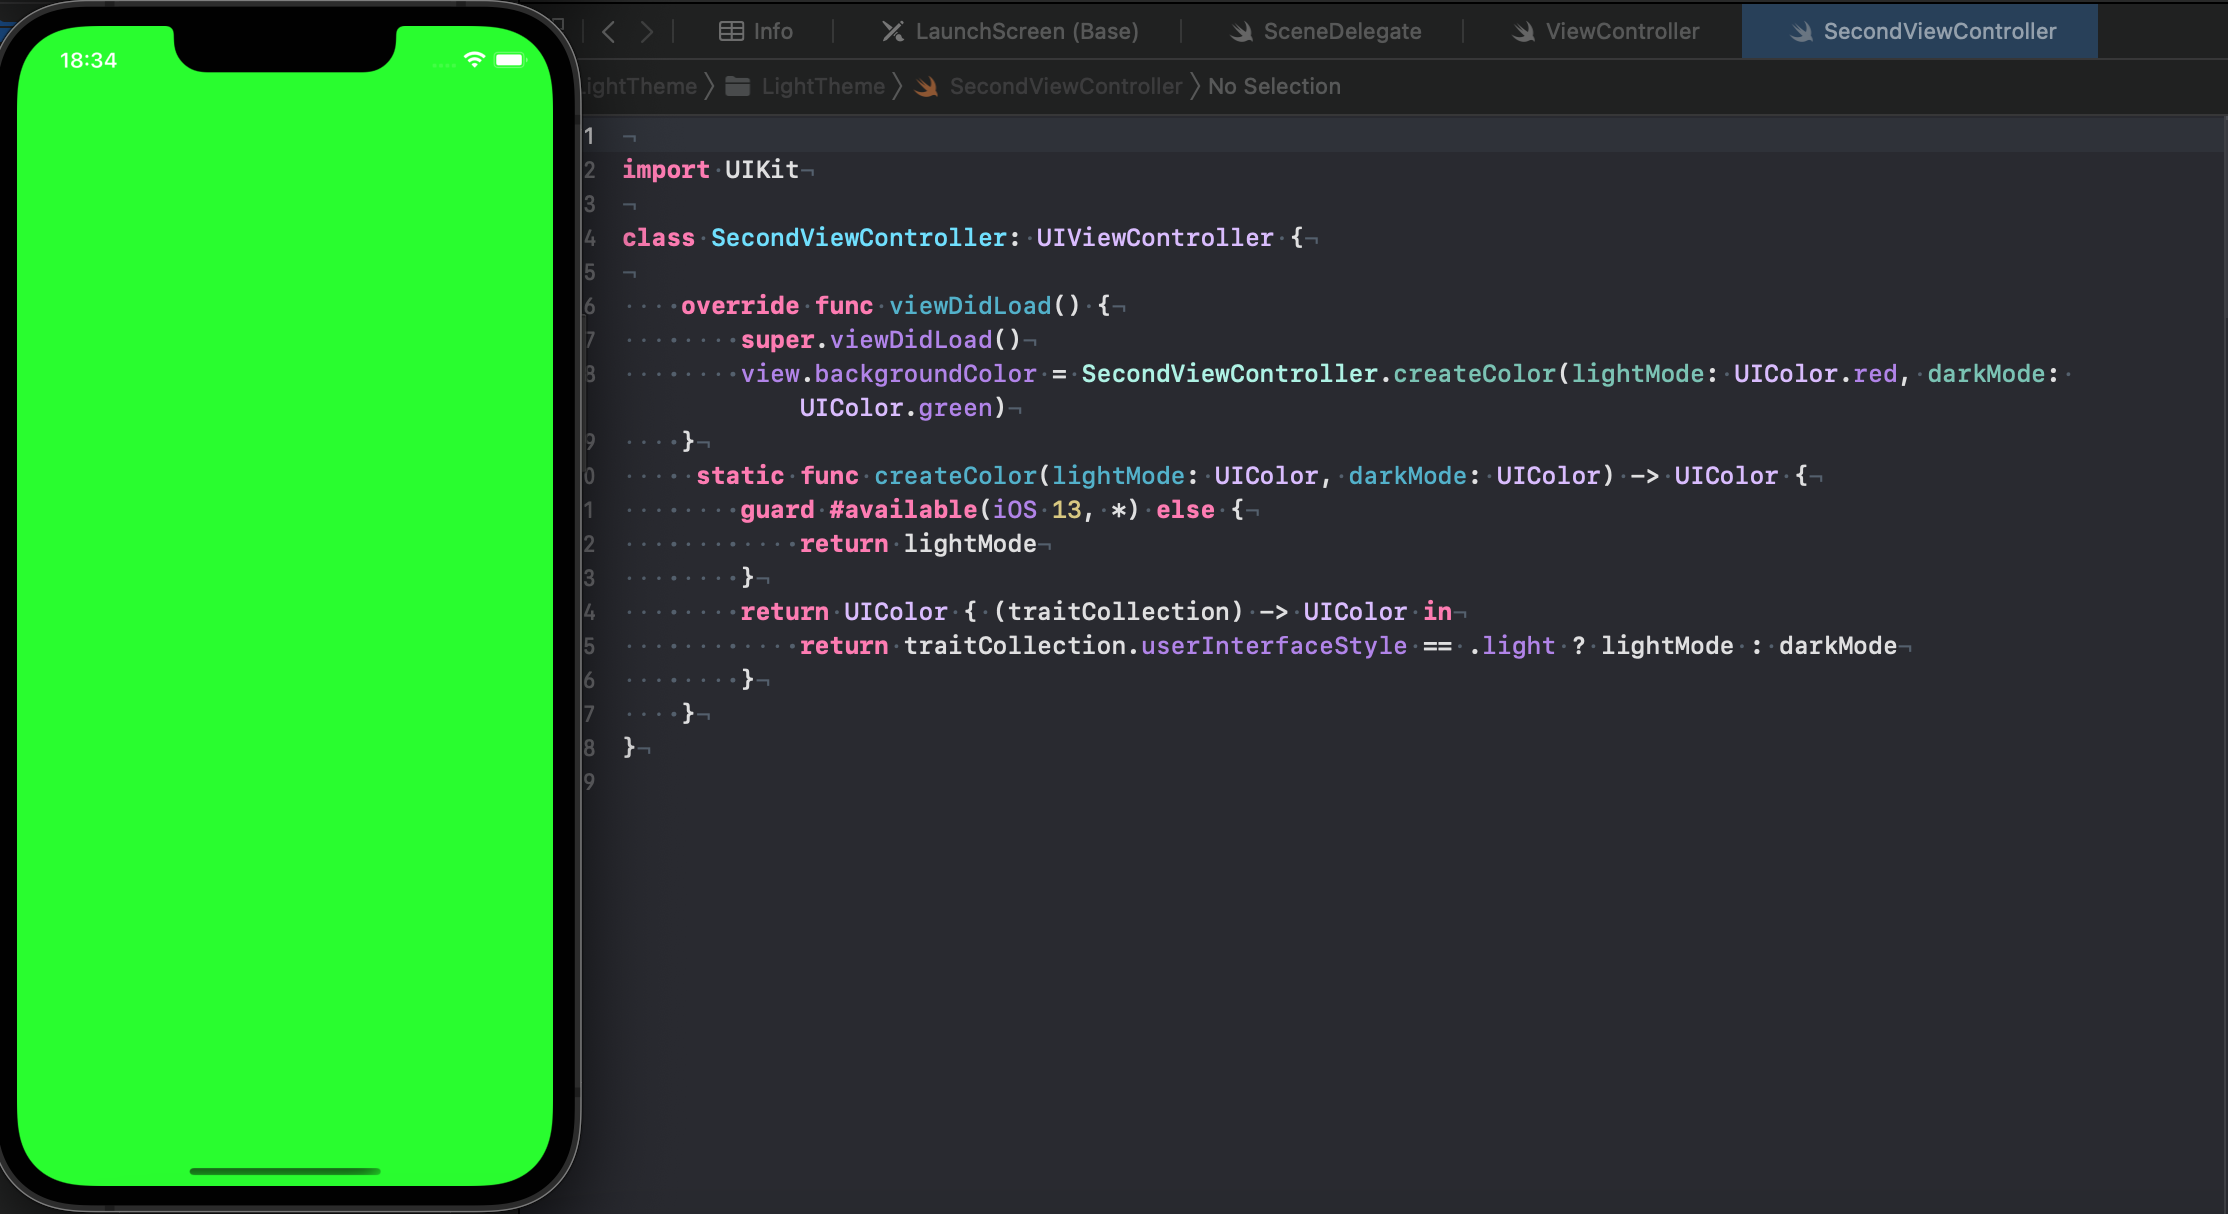 18:34
Info
LaunchScreen (Base)
SceneDelegate
ViewController
SecondViewController
LightTheme
LightTheme
SecondViewController
No Selection
1 ¬
2 import·UIKit¬
3 ¬
4 class·SecondViewController:·UIViewController·{¬
5 ¬
6 ····override·func·viewDidLoad()·{¬
7 ········super.viewDidLoad()¬
8 ········view.backgroundColor·=·SecondViewController.createColor(lightMode:·UIColor.red,·darkMode:·
UIColor.green)¬
9 ····}¬
0 ·····static·func·createColor(lightMode:·UIColor,·darkMode:·UIColor)·->·UIColor·{¬
1 ········guard·#available(iOS·13,·*)·else·{¬
2 ············return·lightMode¬
3 ········}¬
4 ········return·UIColor·{·(traitCollection)·->·UIColor·in¬
5 ············return·traitCollection.userInterfaceStyle·==·.light·?·lightMode·:·darkMode¬
6 ········}¬
7 ····}¬
8 }¬
9